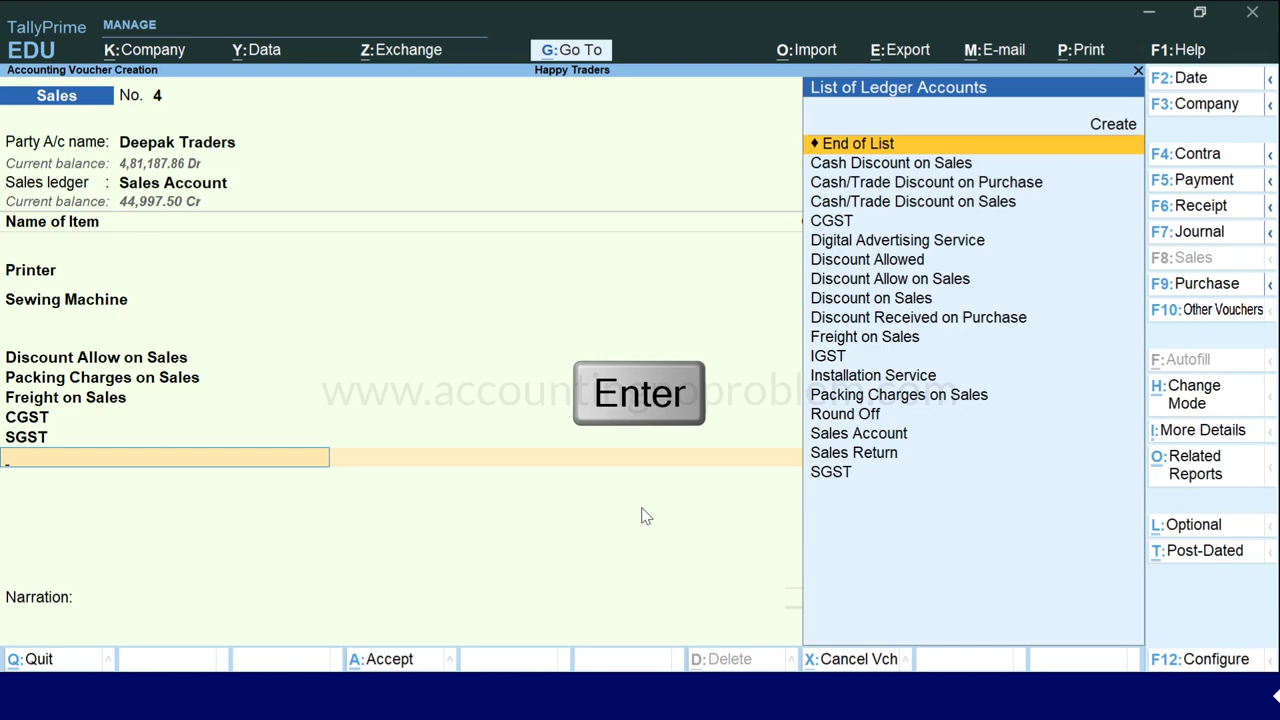 TallyPrime MANAGE
EDU K:Company Y:Data Z:Exchange G:Go To O:Import E:Export M:E-mail P:Print F1:Help
Accounting Voucher Creation Happy Traders
Sales No. 4
Party A/c name: Deepak Traders
Current balance: 4,81,187.86 Dr
Sales ledger : Sales Account
Current balance: 44,997.50 Cr
Name of Item
Printer
Sewing Machine
Discount Allow on Sales
Packing Charges on Sales
Freight on Sales
CGST
SGST
Narration:
Enter
List of Ledger Accounts
Create
♦ End of List
Cash Discount on Sales
Cash/Trade Discount on Purchase
Cash/Trade Discount on Sales
CGST
Digital Advertising Service
Discount Allowed
Discount Allow on Sales
Discount on Sales
Discount Received on Purchase
Freight on Sales
IGST
Installation Service
Packing Charges on Sales
Round Off
Sales Account
Sales Return
SGST
F2:Date
F3:Company
F4:Contra
F5:Payment
F6:Receipt
F7:Journal
F8:Sales
F9:Purchase
F10:Other Vouchers
F:Autofill
H:Change
Mode
I:More Details
O:Related
Reports
L:Optional
T:Post-Dated
Q:Quit A:Accept D:Delete X:Cancel Vch F12:Configure